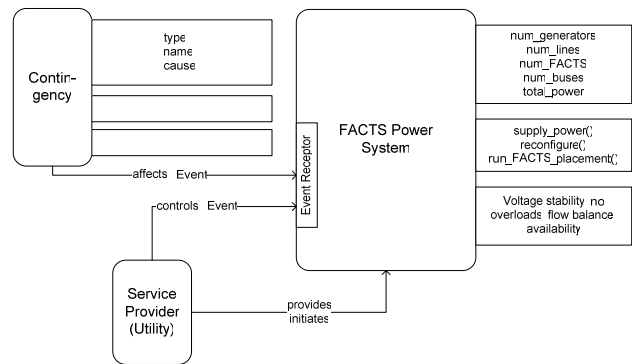 Contin-
gency
type
name
cause
affects Event
controls Event
Service
Provider
(Utility)
provides
initiates
Event Receptor
FACTS Power
System
num_generators
num_lines
num_FACTS
num_buses
total_power
supply_power()
reconfigure()
run_FACTS_placement()
Voltage stability no
overloads flow balance
availability